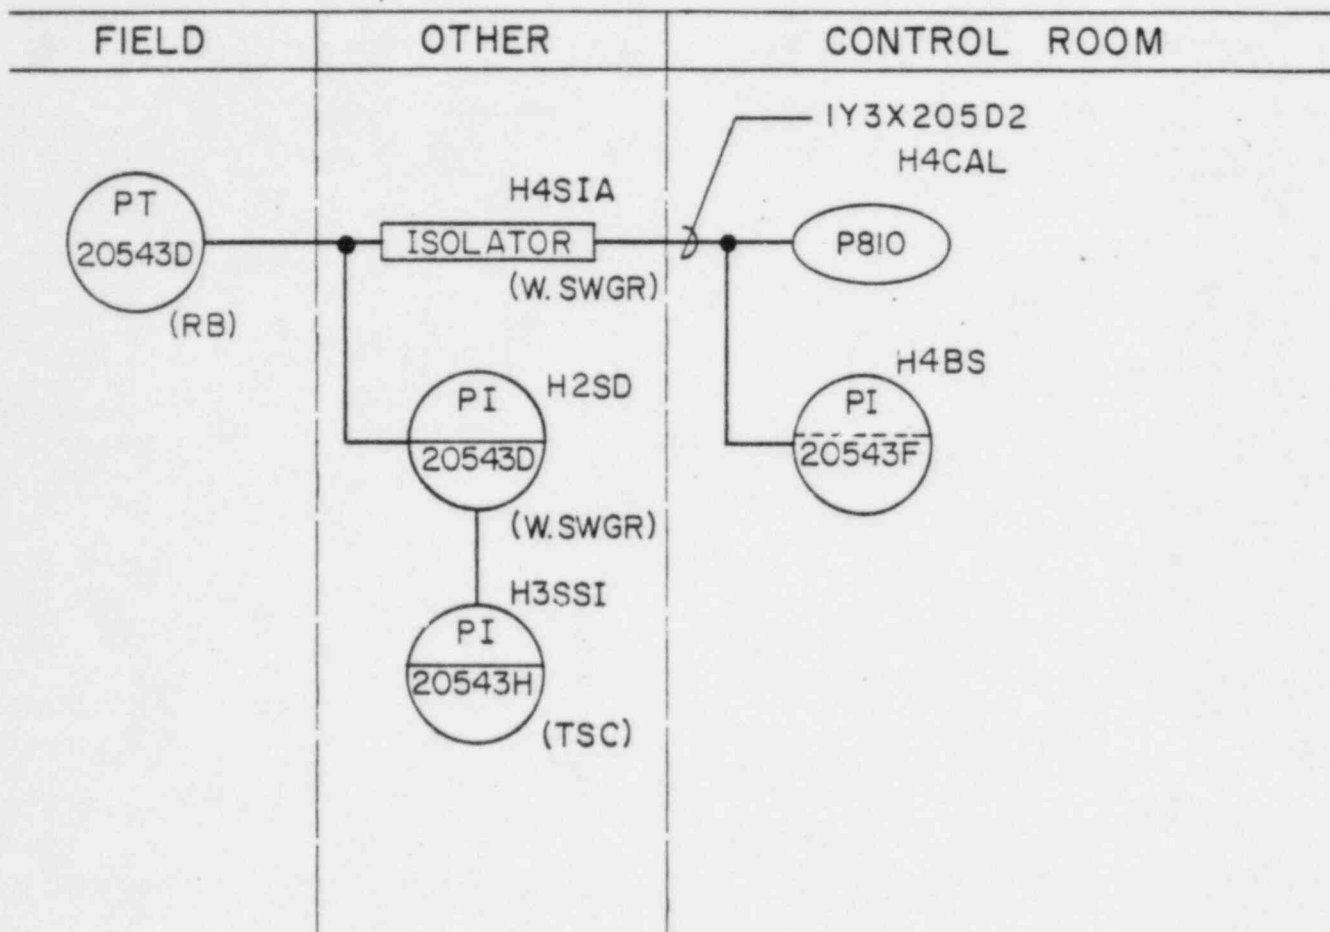 FIELD
OTHER
CONTROL ROOM
1Y3X205D2
H4CAL
PT
20543D
(RB)
H4SIA
ISOLATOR
(W. SWGR)
P810
H2SD
PI
20543D
(W. SWGR)
H4BS
PI
20543F
H3SSI
PI
20543H
(TSC)